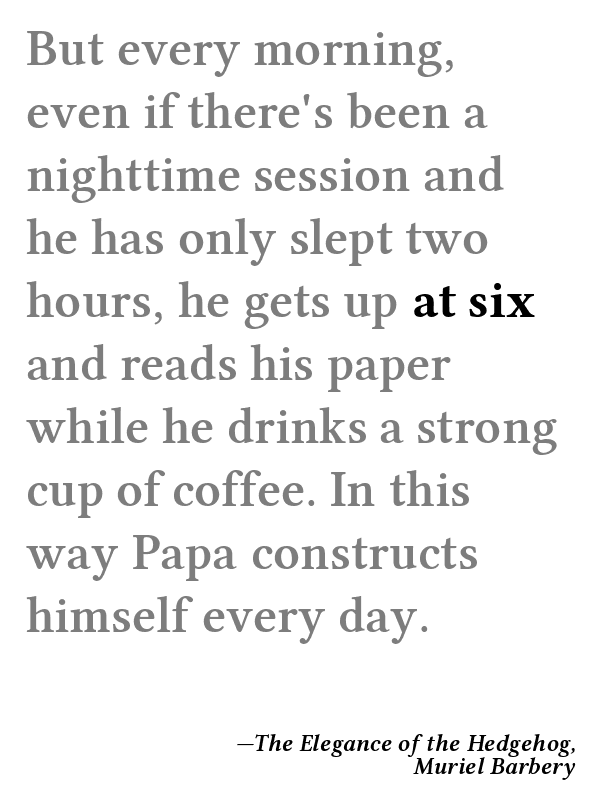 But every morning,
even if there's been a
nighttime session and
he has only slept two
hours, he gets up at six
and reads his paper
while he drinks a strong
cup of coffee. In this
way Papa constructs
himself every day.
—The Elegance of the Hedgehog,
Muriel Barbery